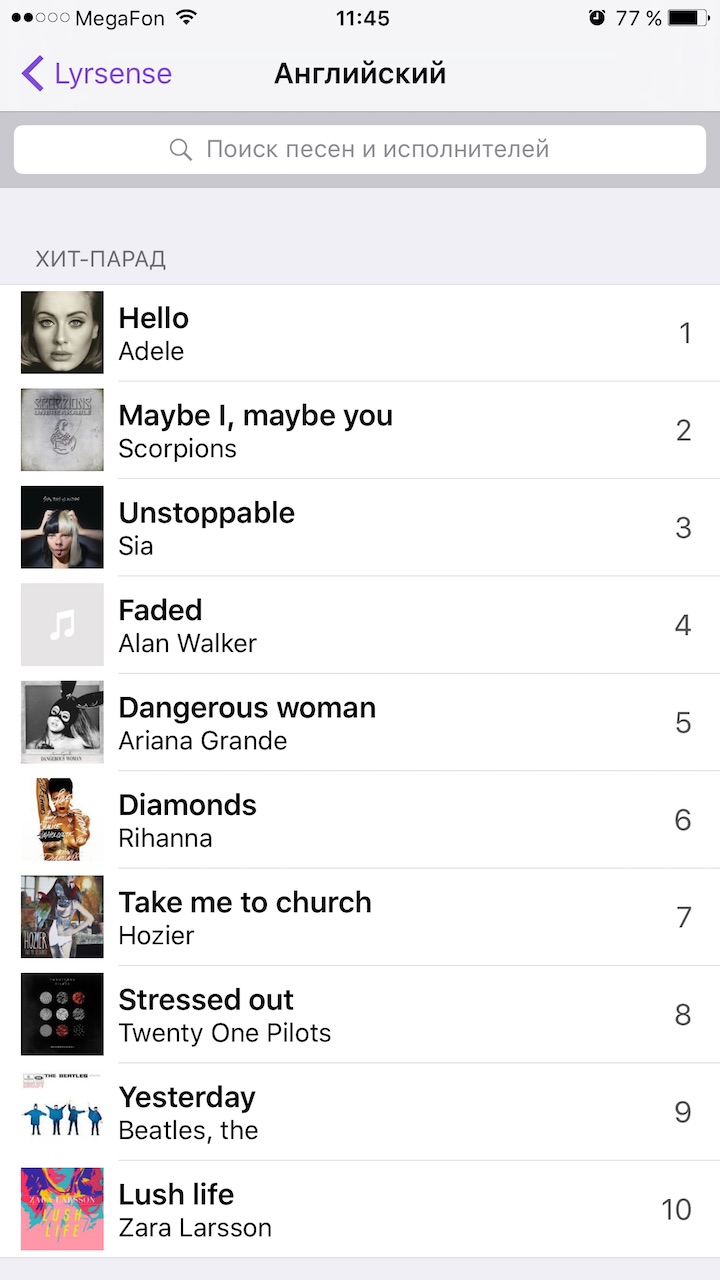 MegaFon 11:45 77 %
Lyrsense Английский
Поиск песен и исполнителей
ХИТ-ПАРАД
Hello
Adele
1
Maybe I, maybe you
Scorpions
2
Unstoppable
Sia
3
Faded
Alan Walker
4
DANGEROUS WOMAN
Dangerous woman
Ariana Grande
5
Diamonds
Rihanna
6
HOZIER
Take me to church
Hozier
7
Stressed out
Twenty One Pilots
8
THE BEATLES
Yesterday
Beatles, the
9
ZARA LARSSON
LUSH
LIFE
Lush life
Zara Larsson
10